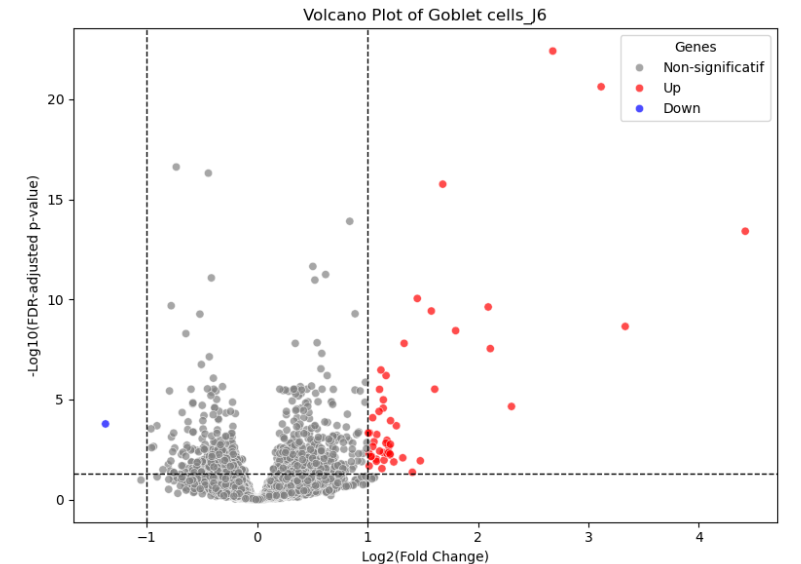 Volcano Plot of Goblet cells_J6
Genes
Non-significatif
Up
Down
-Log10(FDR-adjusted p-value)
20
15
10
5
0
−1
0
1
2
3
4
Log2(Fold Change)